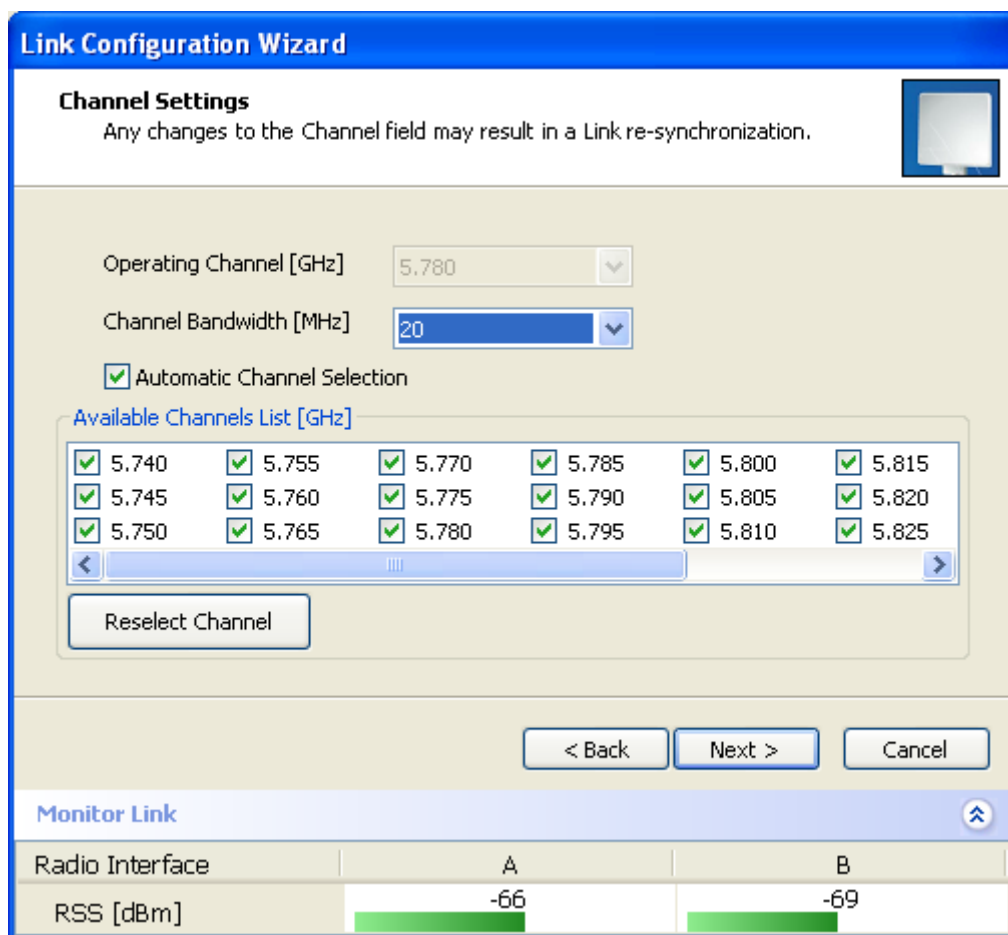 Link Configuration Wizard
Channel Settings
Any changes to the Channel field may result in a Link re-synchronization.
Operating Channel [GHz] 5.780
Channel Bandwidth [MHz] 20
Automatic Channel Selection
Available Channels List [GHz]
5.740 5.755 5.770 5.785 5.800 5.815
5.745 5.760 5.775 5.790 5.805 5.820
5.750 5.765 5.780 5.795 5.810 5.825
Reselect Channel
< Back Next > Cancel
Monitor Link
Radio Interface A B
RSS [dBm] -66 -69